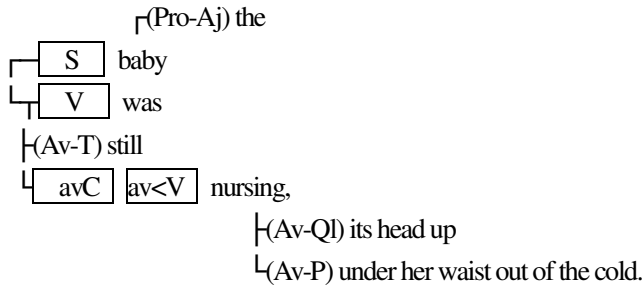 (Pro-Aj) the
S baby
V was
(Av-T) still
avC av<V nursing,
(Av-Ql) its head up
(Av-P) under her waist out of the cold.